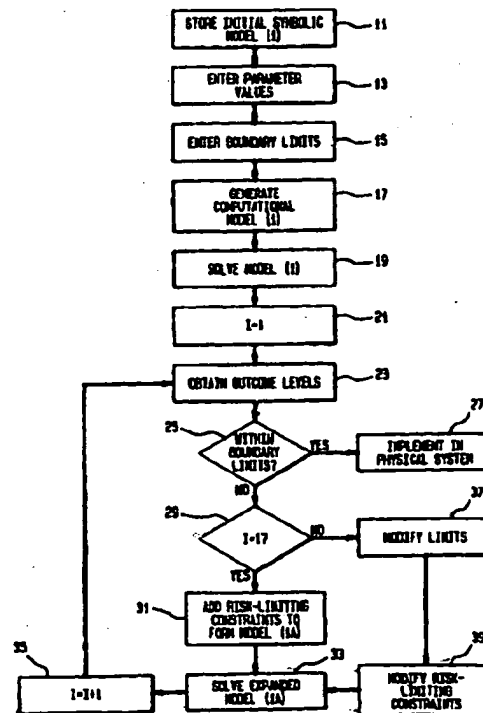 STORE INITIAL SYMBOLIC
MODEL (1)
11
ENTER PARAMETER
VALUES
13
ENTER BOUNDARY LIMITS
15
GENERATE
COMPUTATIONAL
MODEL (1)
17
SOLVE MODEL (1)
19
I=1
21
OBTAIN OUTCOME LEVELS
23
25
WITHIN
BOUNDARY
LIMITS?
YES
27
IMPLEMENT IN
PHYSICAL SYSTEM
NO
29
I=1?
NO
37
MODIFY LIMITS
YES
31
ADD RISK-LIMITING
CONSTRAINTS TO
FORM MODEL (1A)
35
I=I+1
33
SOLVE EXPANDED
MODEL (1A)
39
MODIFY RISK-
LIMITING
CONSTRAINTS